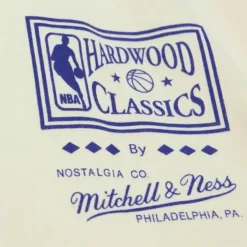 HARDWOOD
NBA
CLASSICS
By
NOSTALGIA CO.
Mitchell & Ness
PHILADELPHIA, PA.